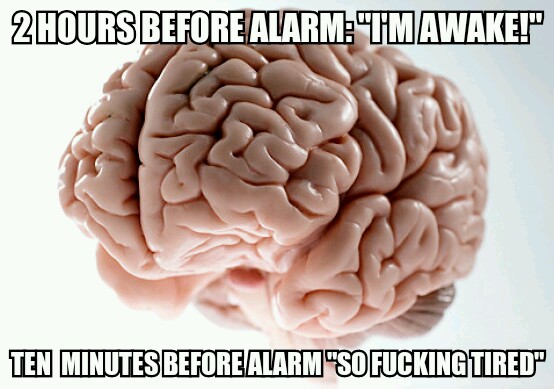 2 HOURS BEFORE ALARM: "I'M AWAKE!"
TEN MINUTES BEFORE ALARM "SO FUCKING TIRED"